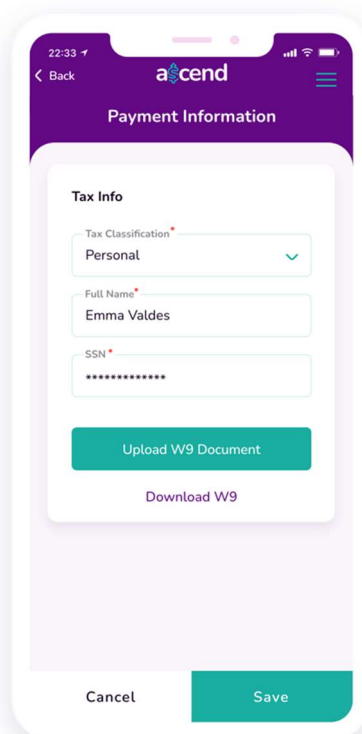 22:33
Back
a$cend
Payment Information
Tax Info
Tax Classification*
Personal
Full Name*
Emma Valdes
SSN *
*************
Upload W9 Document
Download W9
Cancel
Save